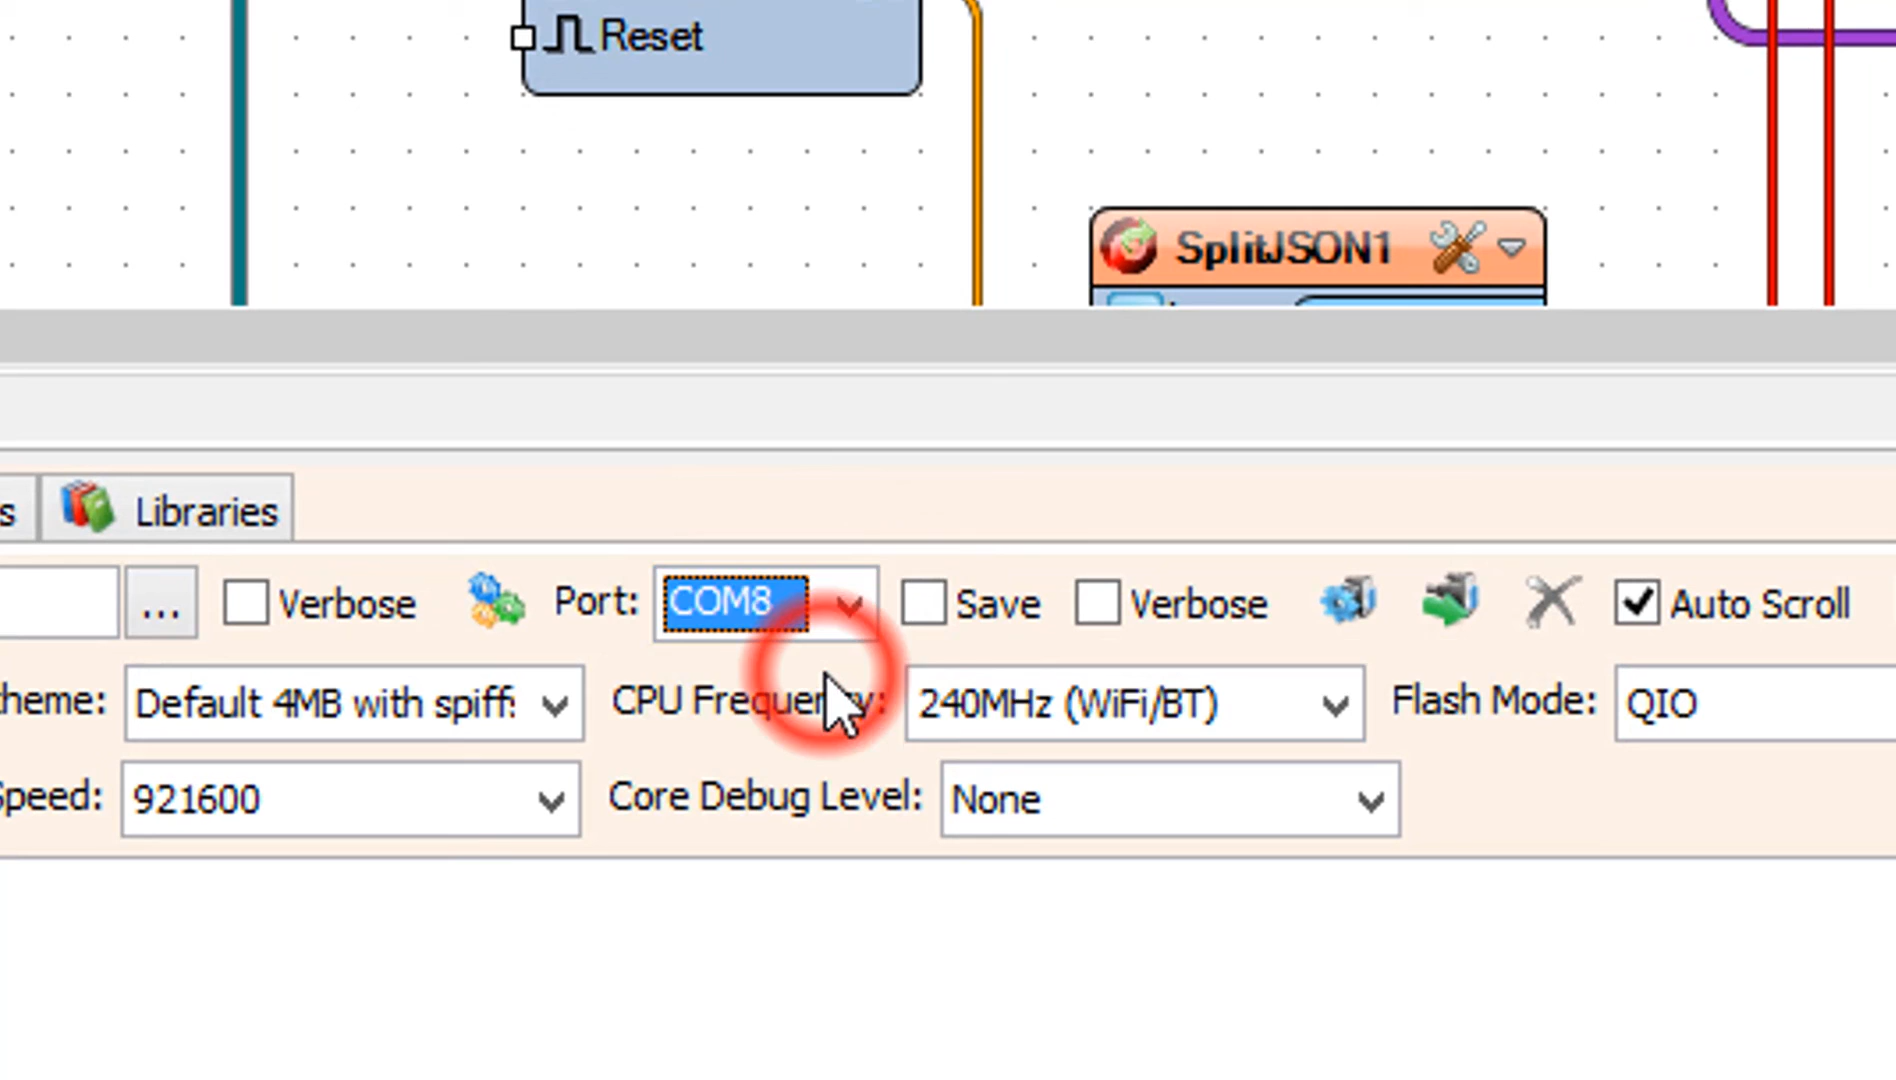 Reset
SplitJSON1
s Libraries
... Verbose Port: COM8 Save Verbose Auto Scroll
heme: Default 4MB with spiff: CPU Frequency: 240MHz (WiFi/BT) Flash Mode: QIO
Speed: 921600 Core Debug Level: None